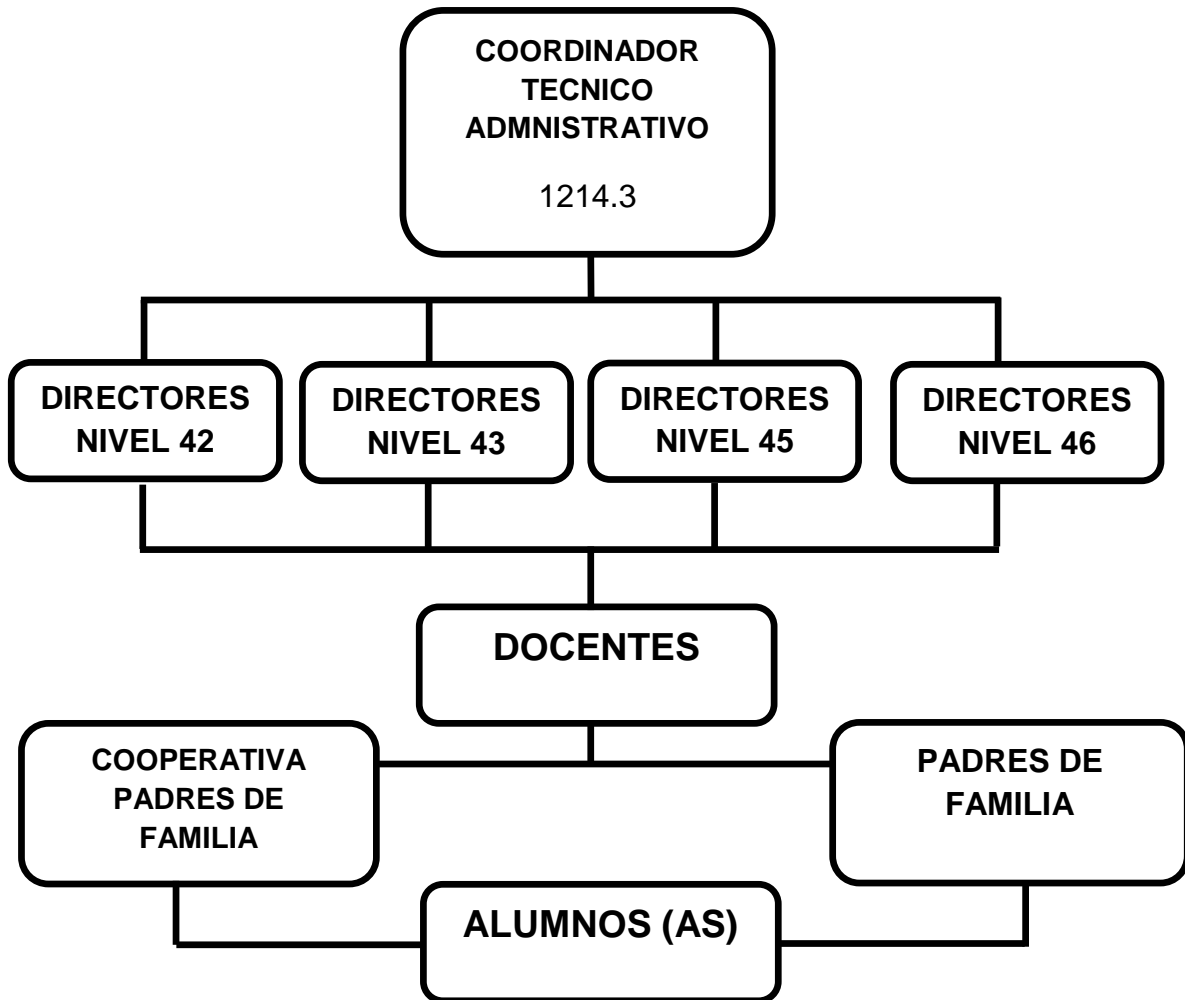 COORDINADOR
TECNICO
ADMNISTRATIVO
1214.3
DIRECTORES
NIVEL 42
DIRECTORES
NIVEL 43
DIRECTORES
NIVEL 45
DIRECTORES
NIVEL 46
DOCENTES
COOPERATIVA
PADRES DE
FAMILIA
PADRES DE
FAMILIA
ALUMNOS (AS)